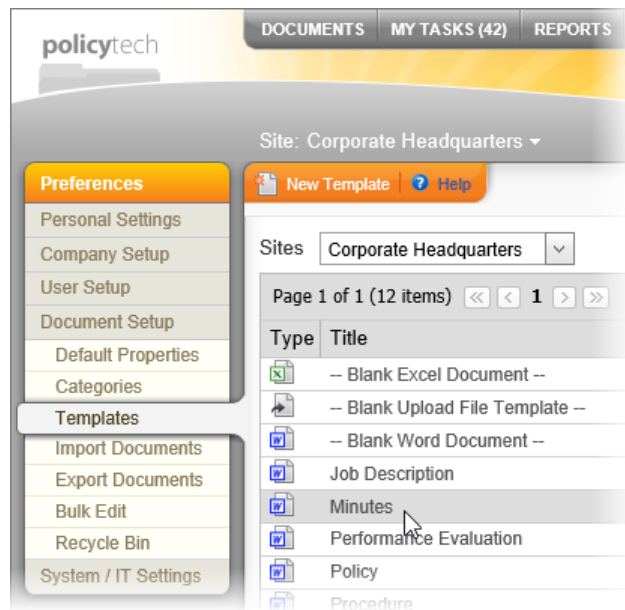 DOCUMENTS MY TASKS (42) REPORTS
policytech
Site: Corporate Headquarters
Preferences
New Template Help
Personal Settings
Company Setup
User Setup
Document Setup
Default Properties
Categories
Templates
Import Documents
Export Documents
Bulk Edit
Recycle Bin
System / IT Settings
Sites Corporate Headquarters
Page 1 of 1 (12 items) << < 1 > >>
Type Title
-- Blank Excel Document --
-- Blank Upload File Template --
-- Blank Word Document --
Job Description
Minutes
Performance Evaluation
Policy
Procedure